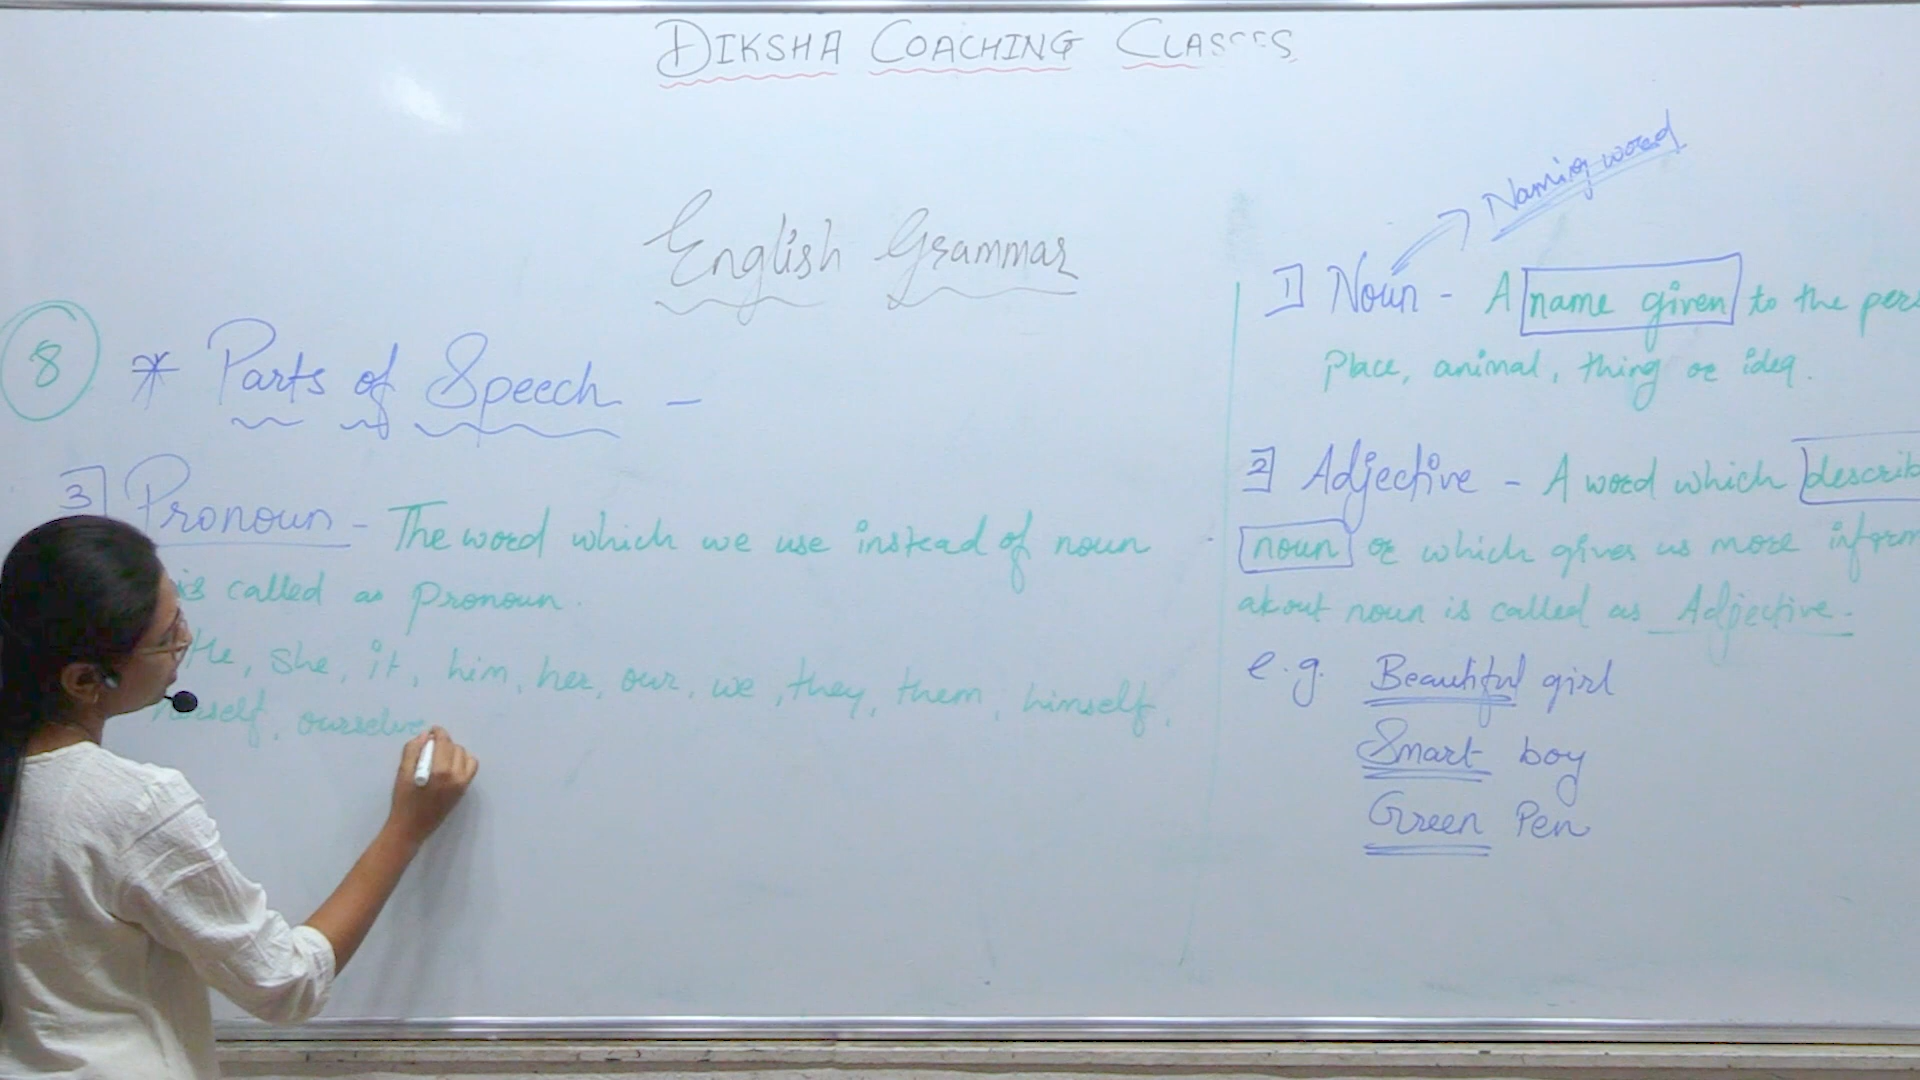 DIKSHA COACHING CLASSES
English Grammar
8
* Parts of Speech -
3] Pronoun - The word which we use instead of noun
is called as pronoun.
He, she, it, him, her, our, we, they, them, himself,
herself, ourselve
Naming word
1] Noun - A name given to the per
Place, animal, thing or idea.
2] Adjective - A word which describ
noun or which gives us more inform
about noun is called as Adjective.
e.g. Beautiful girl
Smart boy
Green Pen